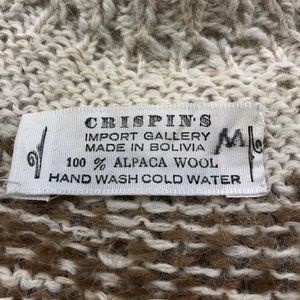 CRISPIN'S
IMPORT GALLERY
MADE IN BOLIVIA
100 % ALPACA WOOL
HAND WASH COLD WATER
M